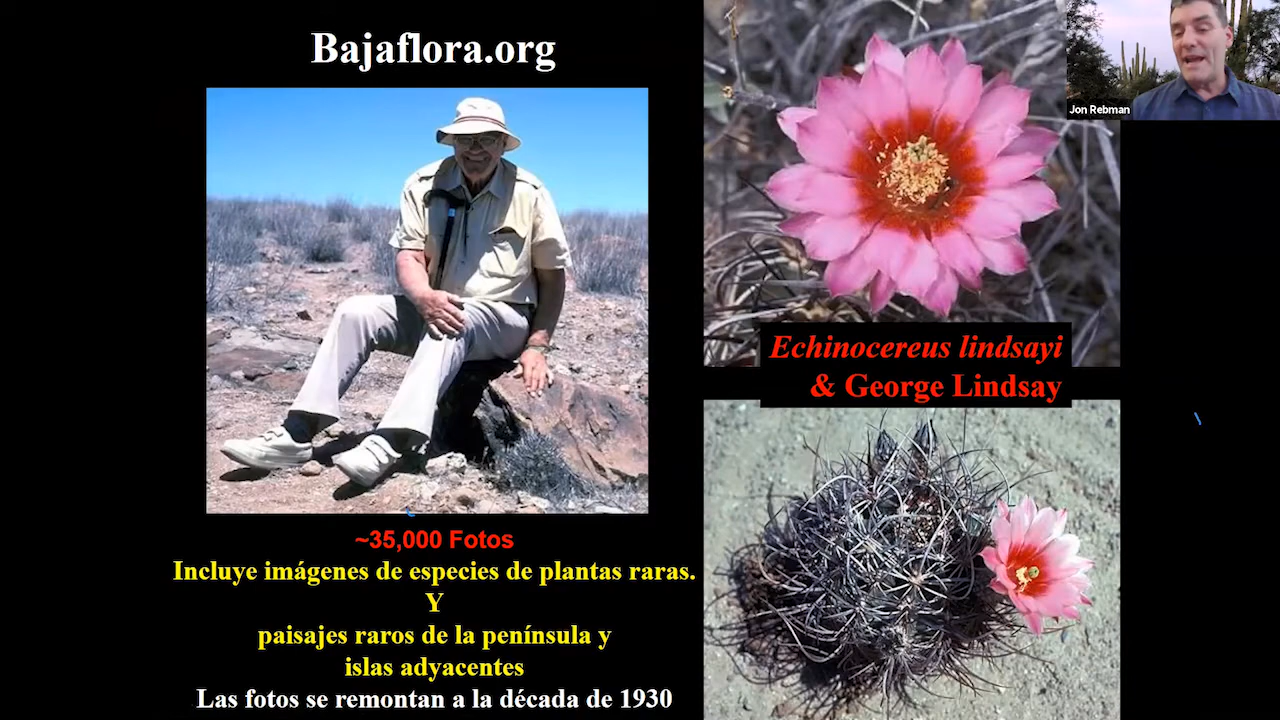 Bajaflora.org
~35,000 Fotos
Incluye imágenes de especies de plantas raras.
Y
paisajes raros de la península y
islas adyacentes
Las fotos se remontan a la década de 1930
Echinocereus lindsayi
& George Lindsay
Jon Rebman